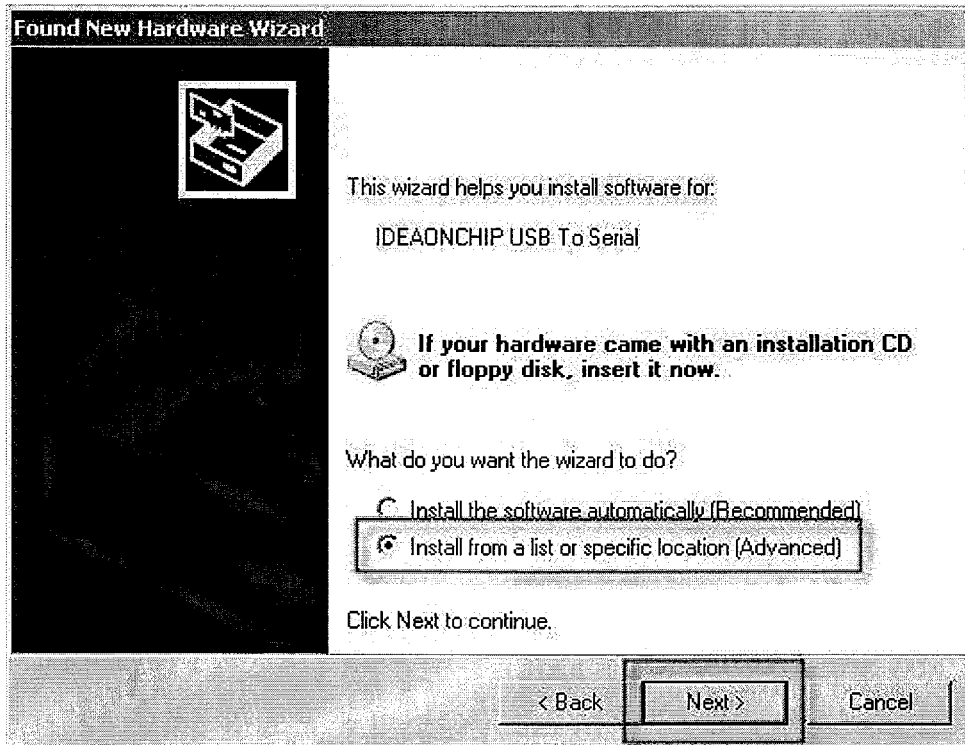 Found New Hardware Wizard
This wizard helps you install software for:
IDEAONCHIP USB To Serial
If your hardware came with an installation CD
or floppy disk, insert it now.
What do you want the wizard to do?
Install the software automatically (Recommended)
Install from a list or specific location (Advanced)
Click Next to continue.
< Back
Next >
Cancel